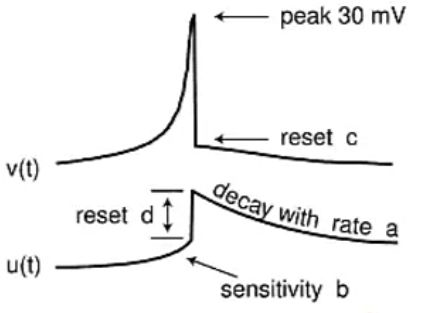 peak 30 mV
reset c
v(t)
reset d
decay with rate a
u(t)
sensitivity b